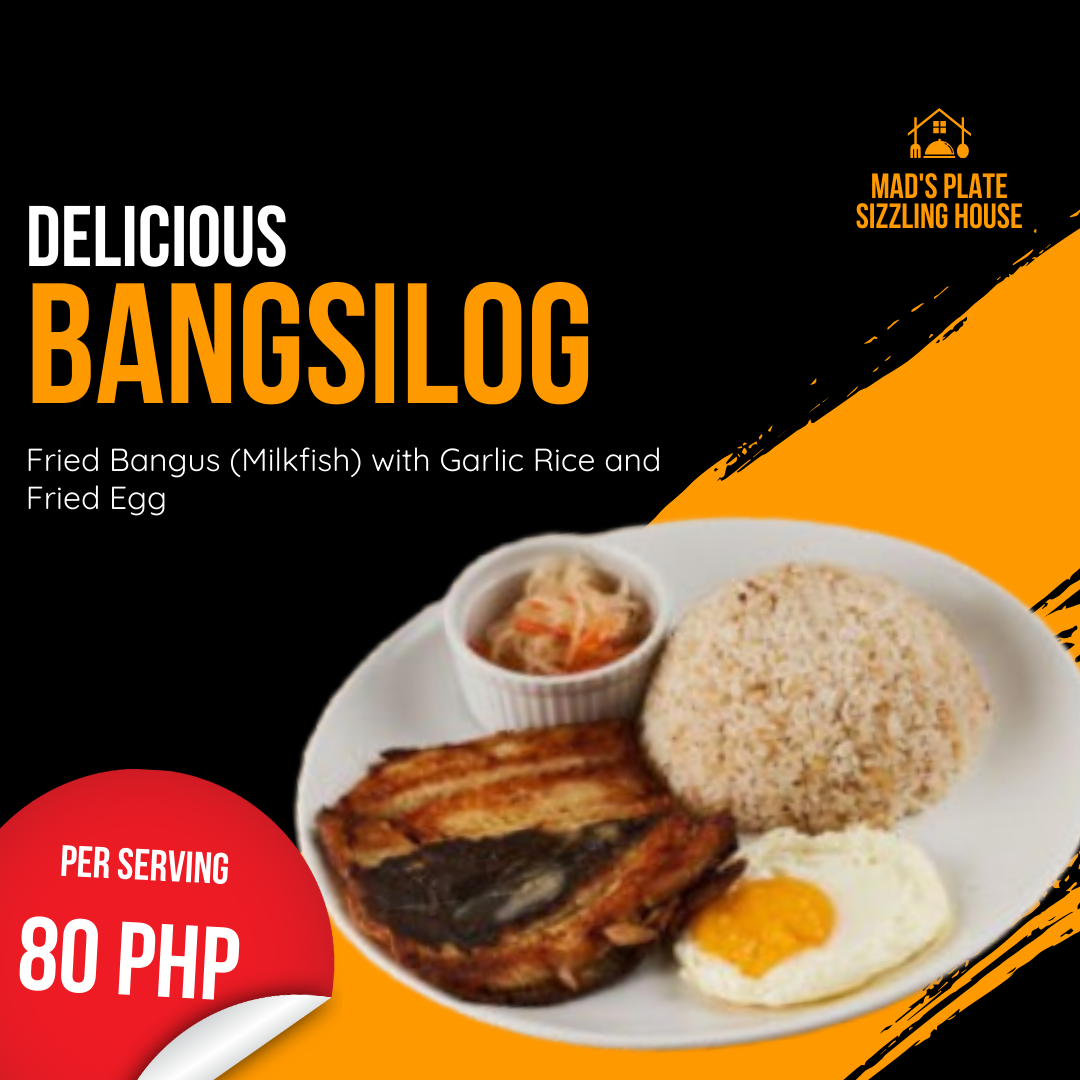 MAD'S PLATE
SIZZLING HOUSE
DELICIOUS
BANGSILOG
Fried Bangus (Milkfish) with Garlic Rice and
Fried Egg
PER SERVING
80 PHP